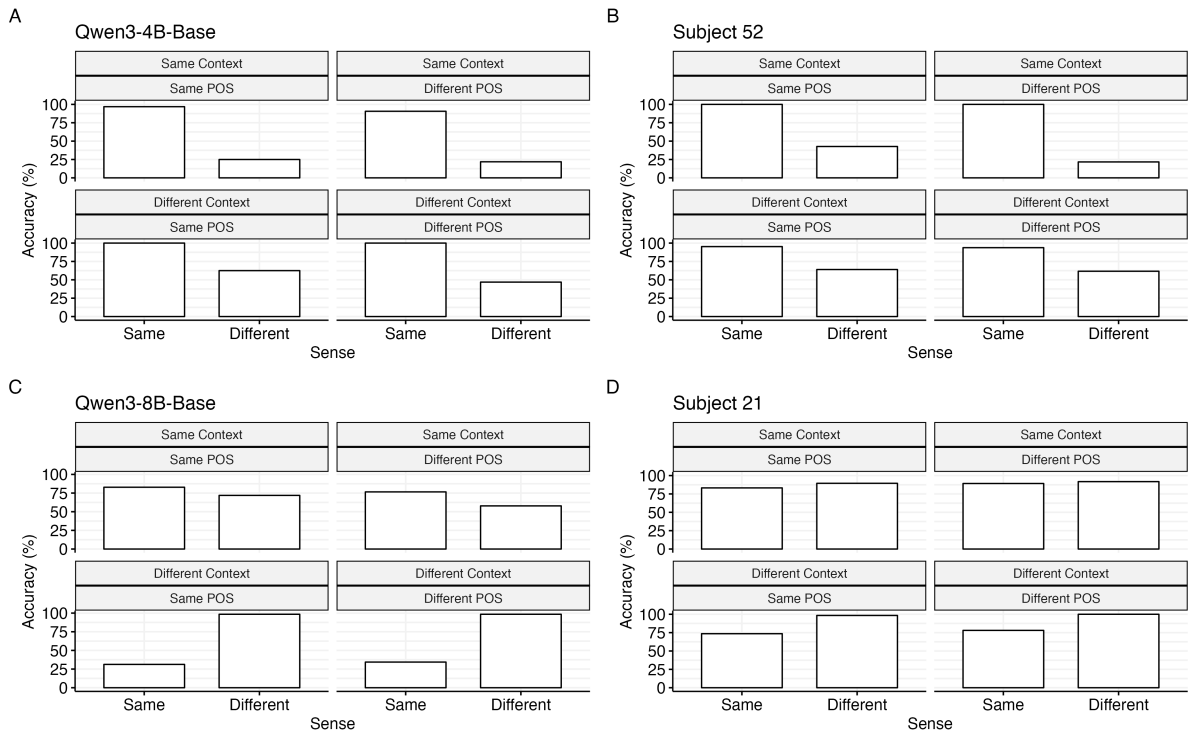 A
Qwen3-4B-Base
Same Context
Same Context
Same POS
Different POS
100
75
50
25
0
Different Context
Different Context
Same POS
Different POS
100
75
50
25
0
Accuracy (%)
Same
Different
Same
Different
Sense
B
Subject 52
Same Context
Same Context
Same POS
Different POS
100
75
50
25
0
Different Context
Different Context
Same POS
Different POS
100
75
50
25
0
Accuracy (%)
Same
Different
Same
Different
Sense
C
Qwen3-8B-Base
Same Context
Same Context
Same POS
Different POS
100
75
50
25
0
Different Context
Different Context
Same POS
Different POS
100
75
50
25
0
Accuracy (%)
Same
Different
Same
Different
Sense
D
Subject 21
Same Context
Same Context
Same POS
Different POS
100
75
50
25
0
Different Context
Different Context
Same POS
Different POS
100
75
50
25
0
Accuracy (%)
Same
Different
Same
Different
Sense